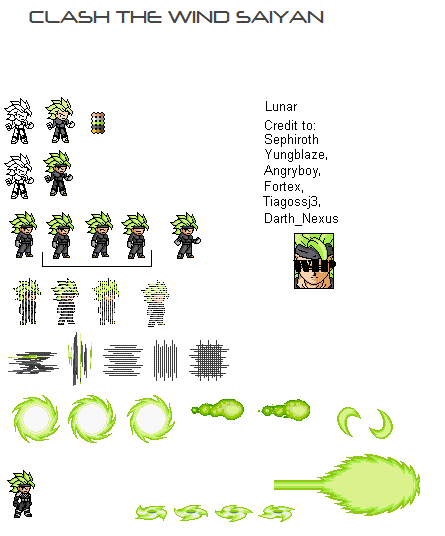 CLASH THE WIND SAIYAN
Lunar
Credit to:
Sephiroth
Yungblaze,
Angryboy,
Fortex,
Tiagossj3,
Darth_Nexus